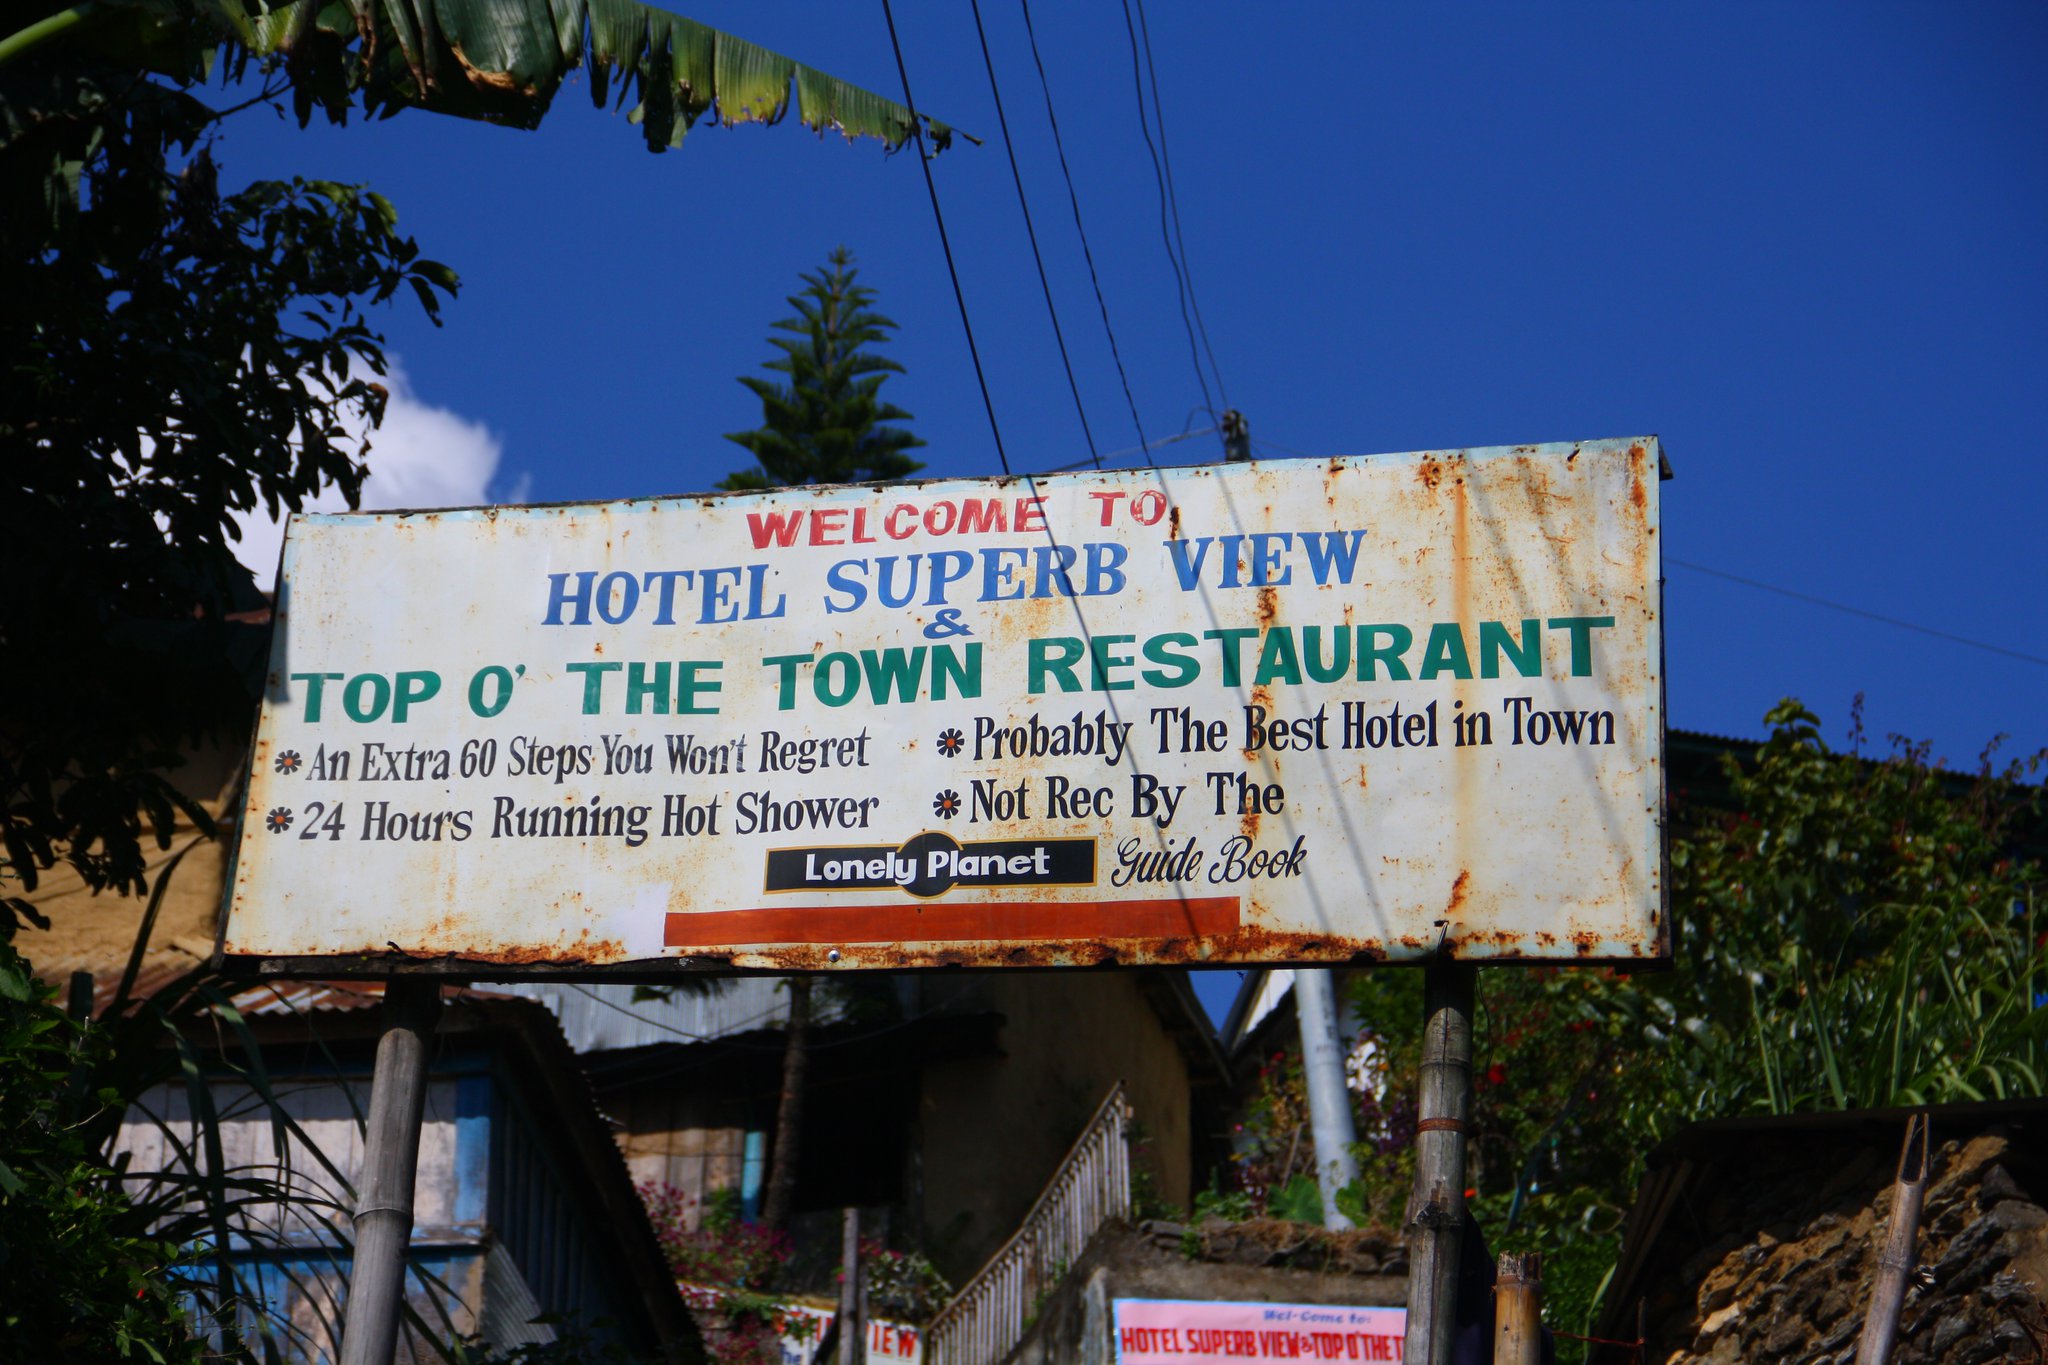 WELCOME TO
HOTEL SUPERB VIEW
&
TOP O' THE TOWN RESTAURANT
* An Extra 60 Steps You Won't Regret
* Probably The Best Hotel in Town
* 24 Hours Running Hot Shower
* Not Rec By The
Lonely Planet Guide Book
VIEW
Wel-Come to:
HOTEL SUPERB VIEW & TOP O'THE T